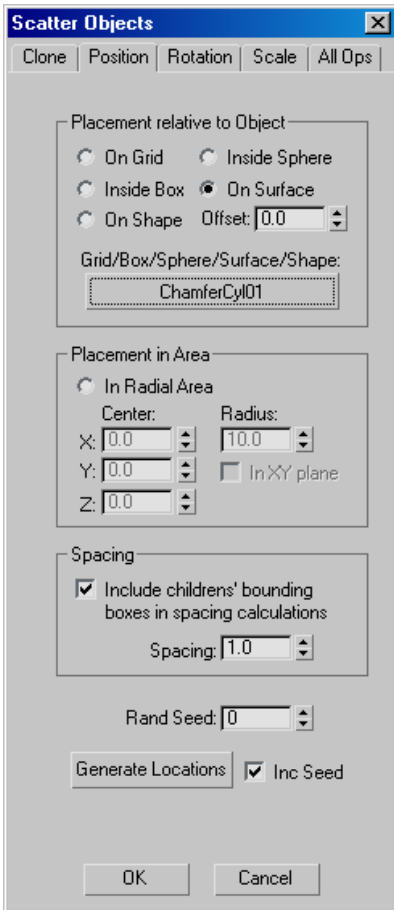 Scatter Objects
Clone Position Rotation Scale All Ops
Placement relative to Object
On Grid Inside Sphere
Inside Box On Surface
On Shape Offset: 0.0
Grid/Box/Sphere/Surface/Shape:
ChamferCyl01
Placement in Area
In Radial Area
Center: Radius:
X: 0.0 10.0
Y: 0.0 In XY plane
Z: 0.0
Spacing
Include childrens' bounding
boxes in spacing calculations
Spacing: 1.0
Rand Seed: 0
Generate Locations Inc Seed
OK Cancel